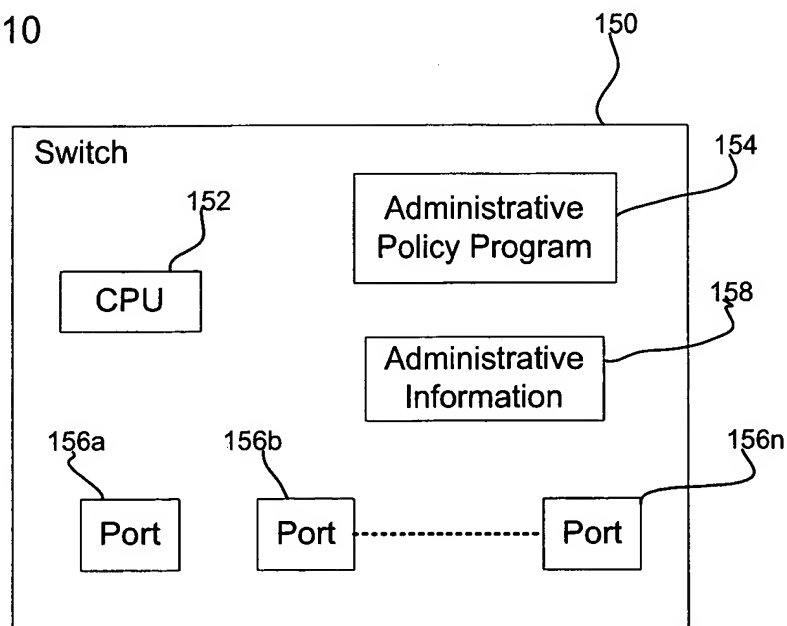 10
150
Switch
154
Administrative
Policy Program
152
CPU
158
Administrative
Information
156a
156b
156n
Port
Port
Port